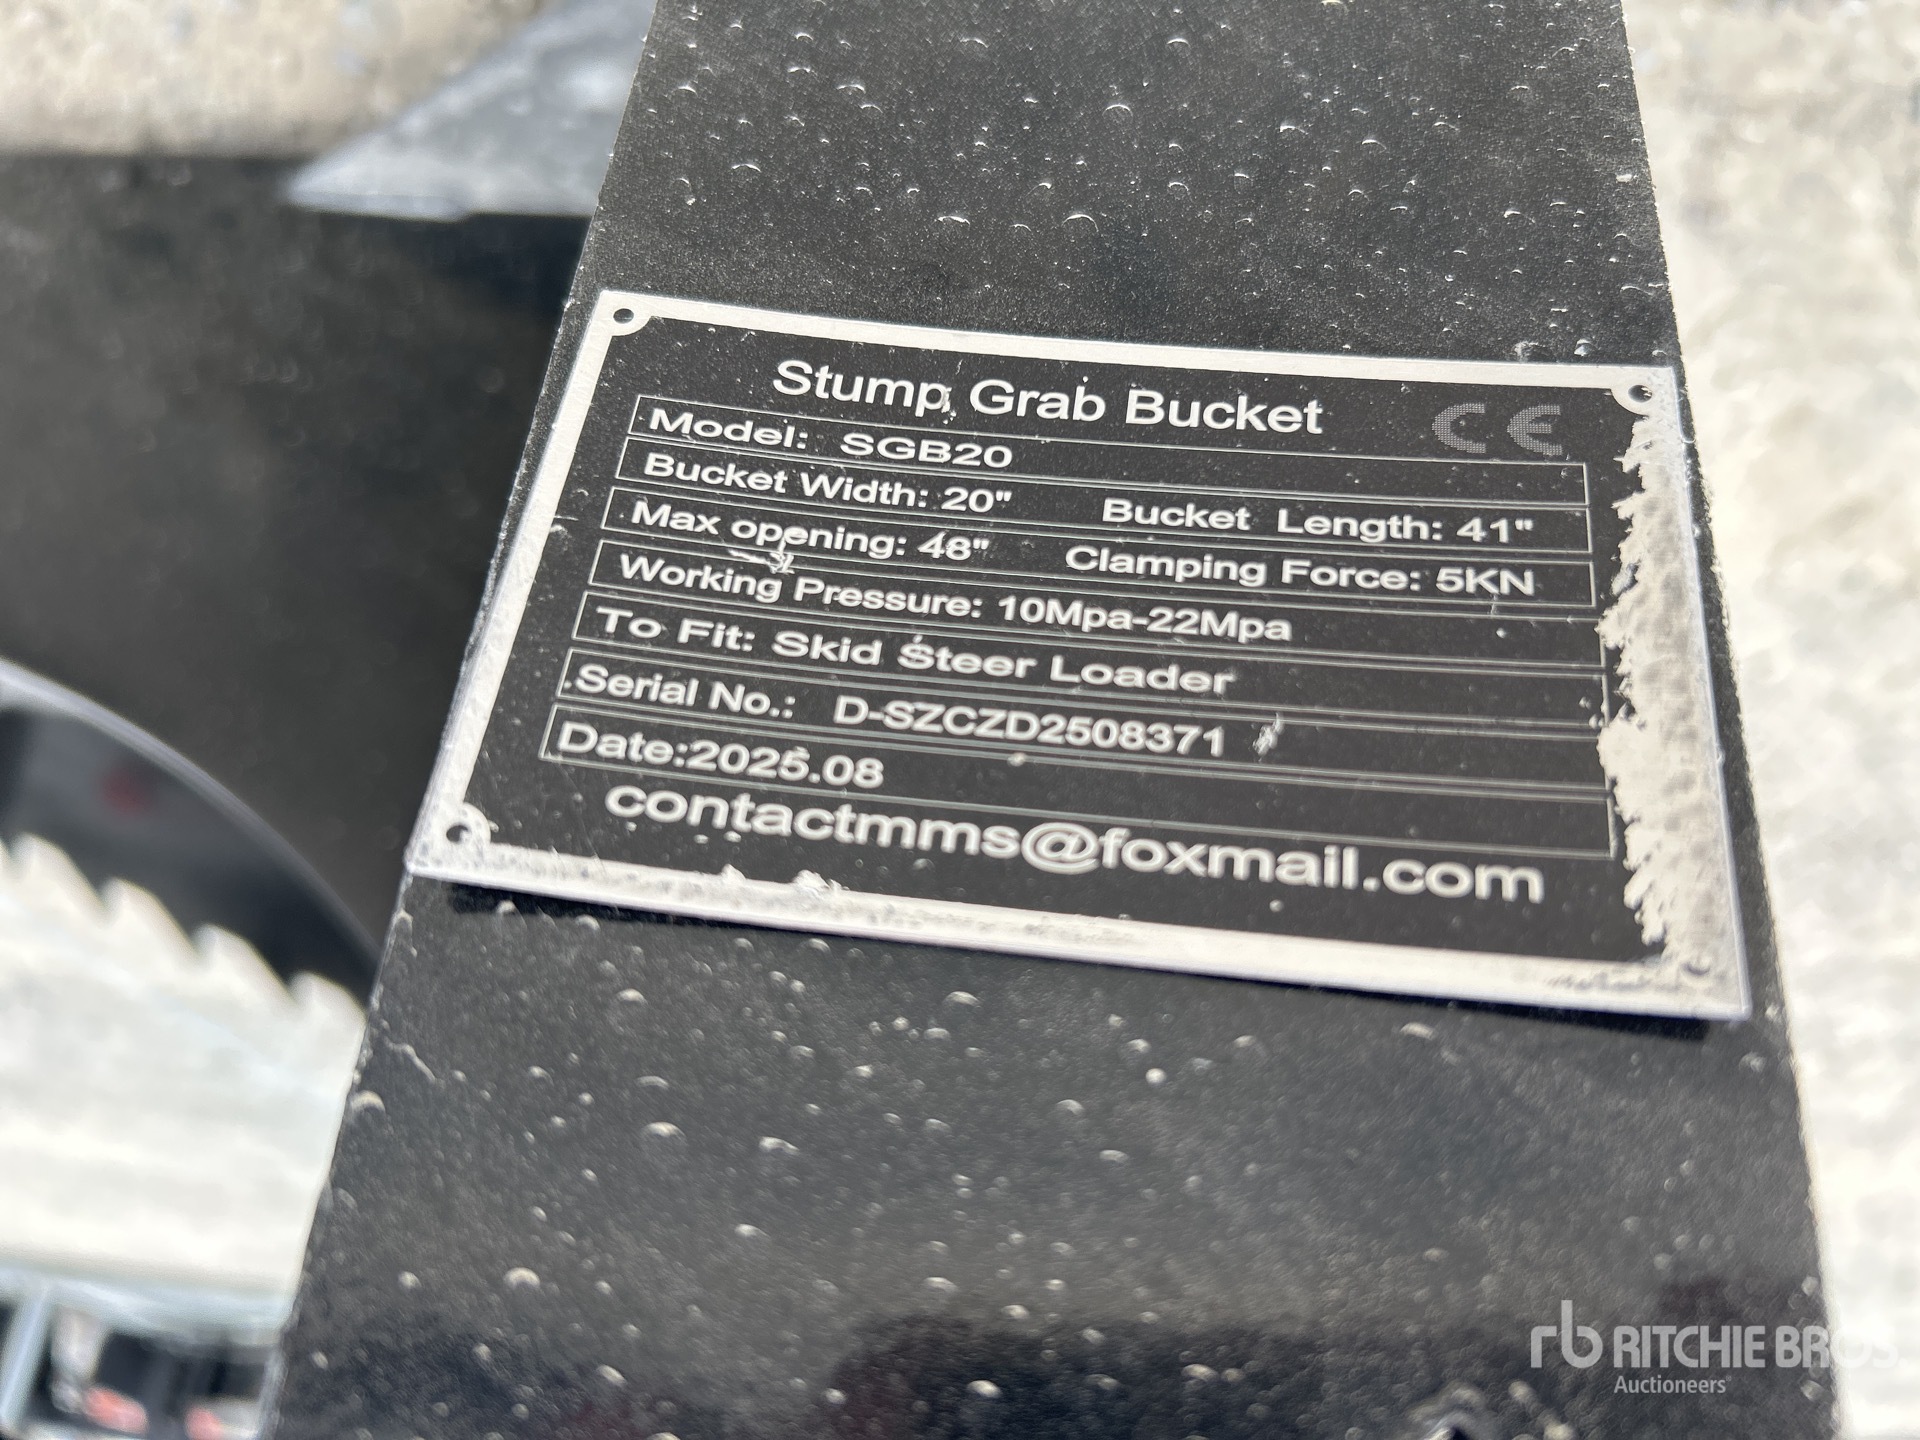 Stump Grab Bucket
CE
Model: SGB20
Bucket Width: 20" Bucket Length: 41"
Max opening: 48" Clamping Force: 5KN
Working Pressure: 10Mpa-22Mpa
To Fit: Skid Steer Loader
Serial No.: D-SZCZD2508371
Date:2025.08
contactmms@foxmail.com
rb RITCHIE BROS
Auctioneers